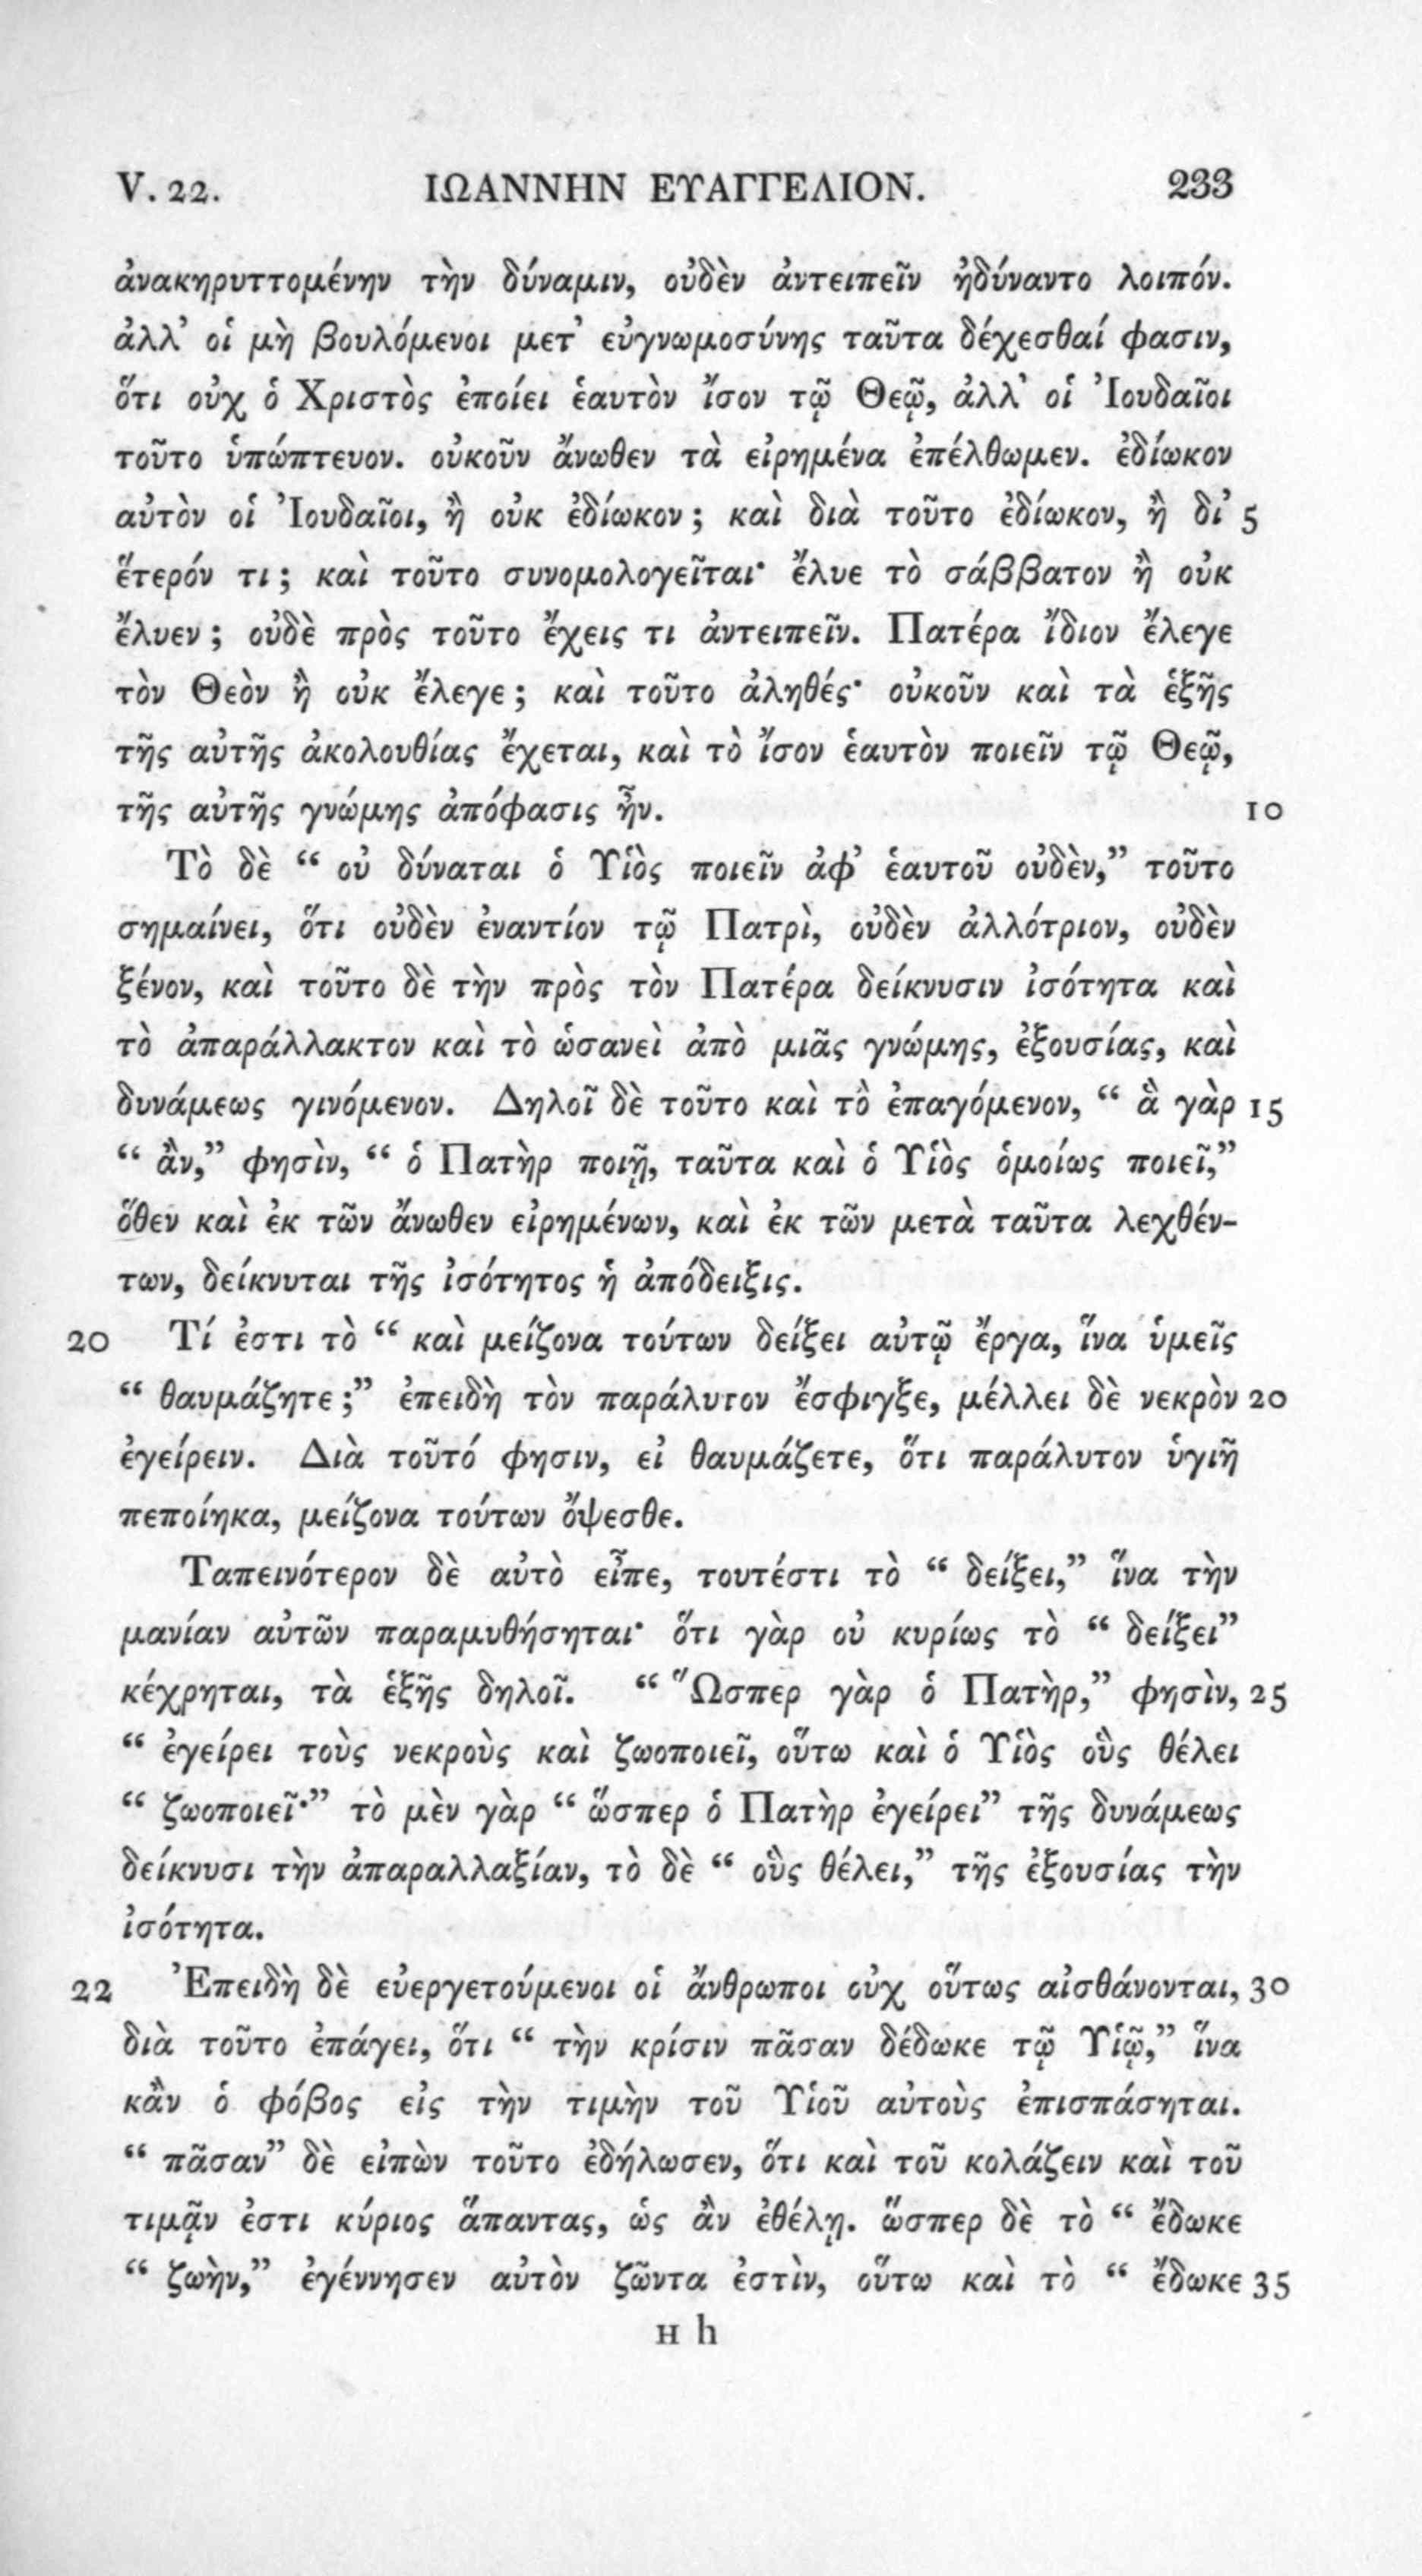 V. 22. ΙΩΑΝΝΗΝ ΕΥΑΓΓΕΛΙΟΝ. 233
ἀνακηρυττομένην τὴν δύναμιν, οὐδὲν ἀντειπεῖν ἠδύναντο λοιπόν.
ἀλλ’ οἱ μὴ βουλόμενοι μετ’ εὐγνωμοσύνης ταῦτα δέχεσθαί φασιν,
ὅτι οὐχ ὁ Χριστὸς ἐποίει ἑαυτὸν ἴσον τῷ Θεῷ, ἀλλ’ οἱ Ἰουδαῖοι
τοῦτο ὑπώπτευον. οὐκοῦν ἄνωθεν τὰ εἰρημένα ἐπέλθωμεν. ἐδίωκον
αὐτὸν οἱ Ἰουδαῖοι, ἢ οὐκ ἐδίωκον; καὶ διὰ τοῦτο ἐδίωκον, ἢ δι’ 5
ἕτερόν τι; καὶ τοῦτο συνομολογεῖται· ἔλυε τὸ σάββατον ἢ οὐκ
ἔλυεν; οὐδὲ πρὸς τοῦτο ἔχεις τι ἀντειπεῖν. Πατέρα ἴδιον ἔλεγε
τὸν Θεὸν ἢ οὐκ ἔλεγε; καὶ τοῦτο ἀληθές· οὐκοῦν καὶ τὰ ἑξῆς
τῆς αὐτῆς ἀκολουθίας ἔχεται, καὶ τὸ ἴσον ἑαυτὸν ποιεῖν τῷ Θεῷ,
τῆς αὐτῆς γνώμης ἀπόφασις ἦν. 10
Τὸ δὲ “ οὐ δύναται ὁ Υἱὸς ποιεῖν ἀφ’ ἑαυτοῦ οὐδὲν,” τοῦτο
σημαίνει, ὅτι οὐδὲν ἐναντίον τῷ Πατρὶ, οὐδὲν ἀλλότριον, οὐδὲν
ξένον, καὶ τοῦτο δὲ τὴν πρὸς τὸν Πατέρα δείκνυσιν ἰσότητα καὶ
τὸ ἀπαράλλακτον καὶ τὸ ὡσανεὶ ἀπὸ μιᾶς γνώμης, ἐξουσίας, καὶ
δυνάμεως γινόμενον. Δηλοῖ δὲ τοῦτο καὶ τὸ ἐπαγόμενον, “ ἃ γὰρ 15
“ ἂν,” φησὶν, “ ὁ Πατὴρ ποιῇ, ταῦτα καὶ ὁ Υἱὸς ὁμοίως ποιεῖ,”
ὅθεν καὶ ἐκ τῶν ἄνωθεν εἰρημένων, καὶ ἐκ τῶν μετὰ ταῦτα λεχθέν-
των, δείκνυται τῆς ἰσότητος ἡ ἀπόδειξις.
20 Τί ἐστι τὸ “ καὶ μείζονα τούτων δείξει αὐτῷ ἔργα, ἵνα ὑμεῖς
“ θαυμάζητε;” ἐπειδὴ τὸν παράλυτον ἔσφιγξε, μέλλει δὲ νεκρὸν 20
ἐγείρειν. Διὰ τοῦτό φησιν, εἰ θαυμάζετε, ὅτι παράλυτον ὑγιῆ
πεποίηκα, μείζονα τούτων ὄψεσθε.
Ταπεινότερον δὲ αὐτὸ εἶπε, τουτέστι τὸ “ δείξει,” ἵνα τὴν
μανίαν αὐτῶν παραμυθήσηται· ὅτι γὰρ οὐ κυρίως τὸ “ δείξει”
κέχρηται, τὰ ἑξῆς δηλοῖ. “ Ὥσπερ γὰρ ὁ Πατὴρ,” φησὶν, 25
“ ἐγείρει τοὺς νεκροὺς καὶ ζωοποιεῖ, οὕτω καὶ ὁ Υἱὸς οὓς θέλει
“ ζωοποιεῖ·” τὸ μὲν γὰρ “ ὥσπερ ὁ Πατὴρ ἐγείρει” τῆς δυνάμεως
δείκνυσι τὴν ἀπαραλλαξίαν, τὸ δὲ “ οὓς θέλει,” τῆς ἐξουσίας τὴν
ἰσότητα.
22 Ἐπειδὴ δὲ εὐεργετούμενοι οἱ ἄνθρωποι οὐχ οὕτως αἰσθάνονται, 30
διὰ τοῦτο ἐπάγει, ὅτι “ τὴν κρίσιν πᾶσαν δέδωκε τῷ Υἱῷ,” ἵνα
κἂν ὁ φόβος εἰς τὴν τιμὴν τοῦ Υἱοῦ αὐτοὺς ἐπισπάσηται.
“ πᾶσαν” δὲ εἰπὼν τοῦτο ἐδήλωσεν, ὅτι καὶ τοῦ κολάζειν καὶ τοῦ
τιμᾷν ἐστι κύριος ἅπαντας, ὡς ἂν ἐθέλῃ. ὥσπερ δὲ τὸ “ ἔδωκε
“ ζωὴν,” ἐγέννησεν αὐτὸν ζῶντα ἐστὶν, οὕτω καὶ τὸ “ ἔδωκε 35
H h